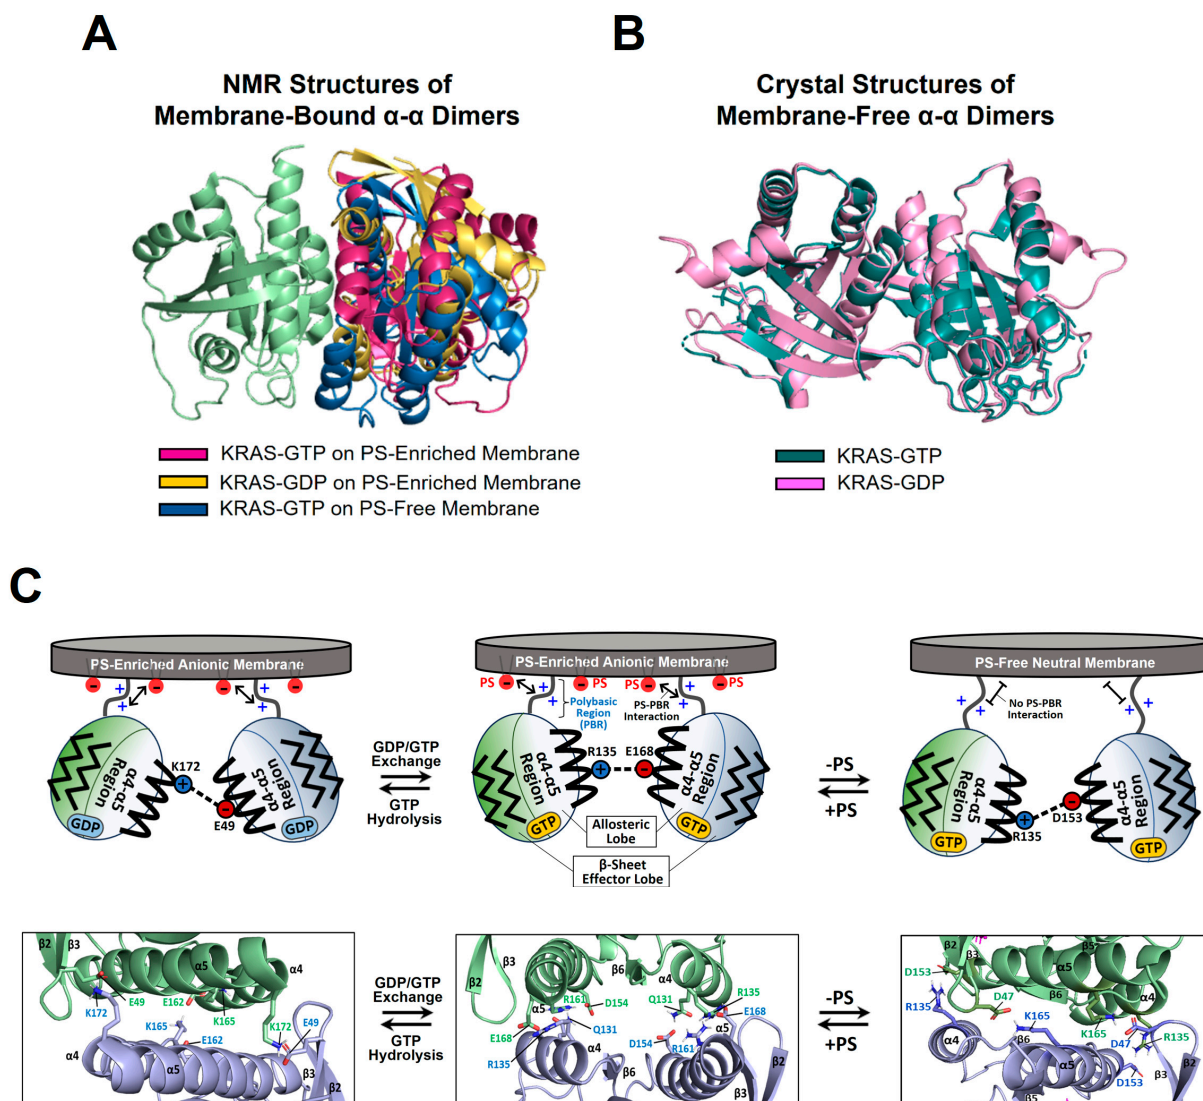 A
B
NMR Structures of
Membrane-Bound α-α Dimers
Crystal Structures of
Membrane-Free α-α Dimers
KRAS-GTP on PS-Enriched Membrane
KRAS-GDP on PS-Enriched Membrane
KRAS-GTP on PS-Free Membrane
KRAS-GTP
KRAS-GDP
C
PS-Enriched Anionic Membrane
- - - -
+ +
+ +
K172
+
-
E49
α4-α5
Region
α4-α5
Region
GDP
GDP
GDP/GTP
Exchange
GTP
Hydrolysis
PS-Enriched Anionic Membrane
PS - - PS PS - - PS
+ +
+ +
Polybasic
Region
(PBR)
PS-PBR
Interaction
R135 E168
+ -
α4-α5
Region
α4-α5
Region
GTP
GTP
Allosteric
Lobe
β-Sheet
Effector Lobe
-PS
+PS
PS-Free Neutral Membrane
+ +
+ +
No PS-PBR
Interaction
α4-α5
Region
α4-α5
Region
-
D153
+
R135
GTP
GTP
β2
β3
α5
α4
E49
E162
K172
K165
K165
K172
E49
E162
α4
α5
β3
β2
GDP/GTP
Exchange
GTP
Hydrolysis
β2
β3
β6
α4
α5
R161
D154
Q131
R135
E168
E168
Q131
α5
R135
α4
D154
R161
β6
β2
β3
-PS
+PS
β2
β3
β5
D153
α5
D47
β6
α4
R135
K165
K165
β6
D47
R135
α4
α5
β3
β2
D153
β5